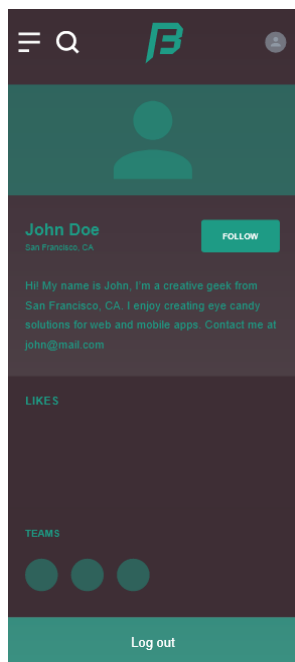 John Doe
San Francisco, CA
FOLLOW
Hi! My name is John, I'm a creative geek from
San Francisco, CA. I enjoy creating eye candy
solutions for web and mobile apps. Contact me at
john@mail.com
LIKES
TEAMS
Log out